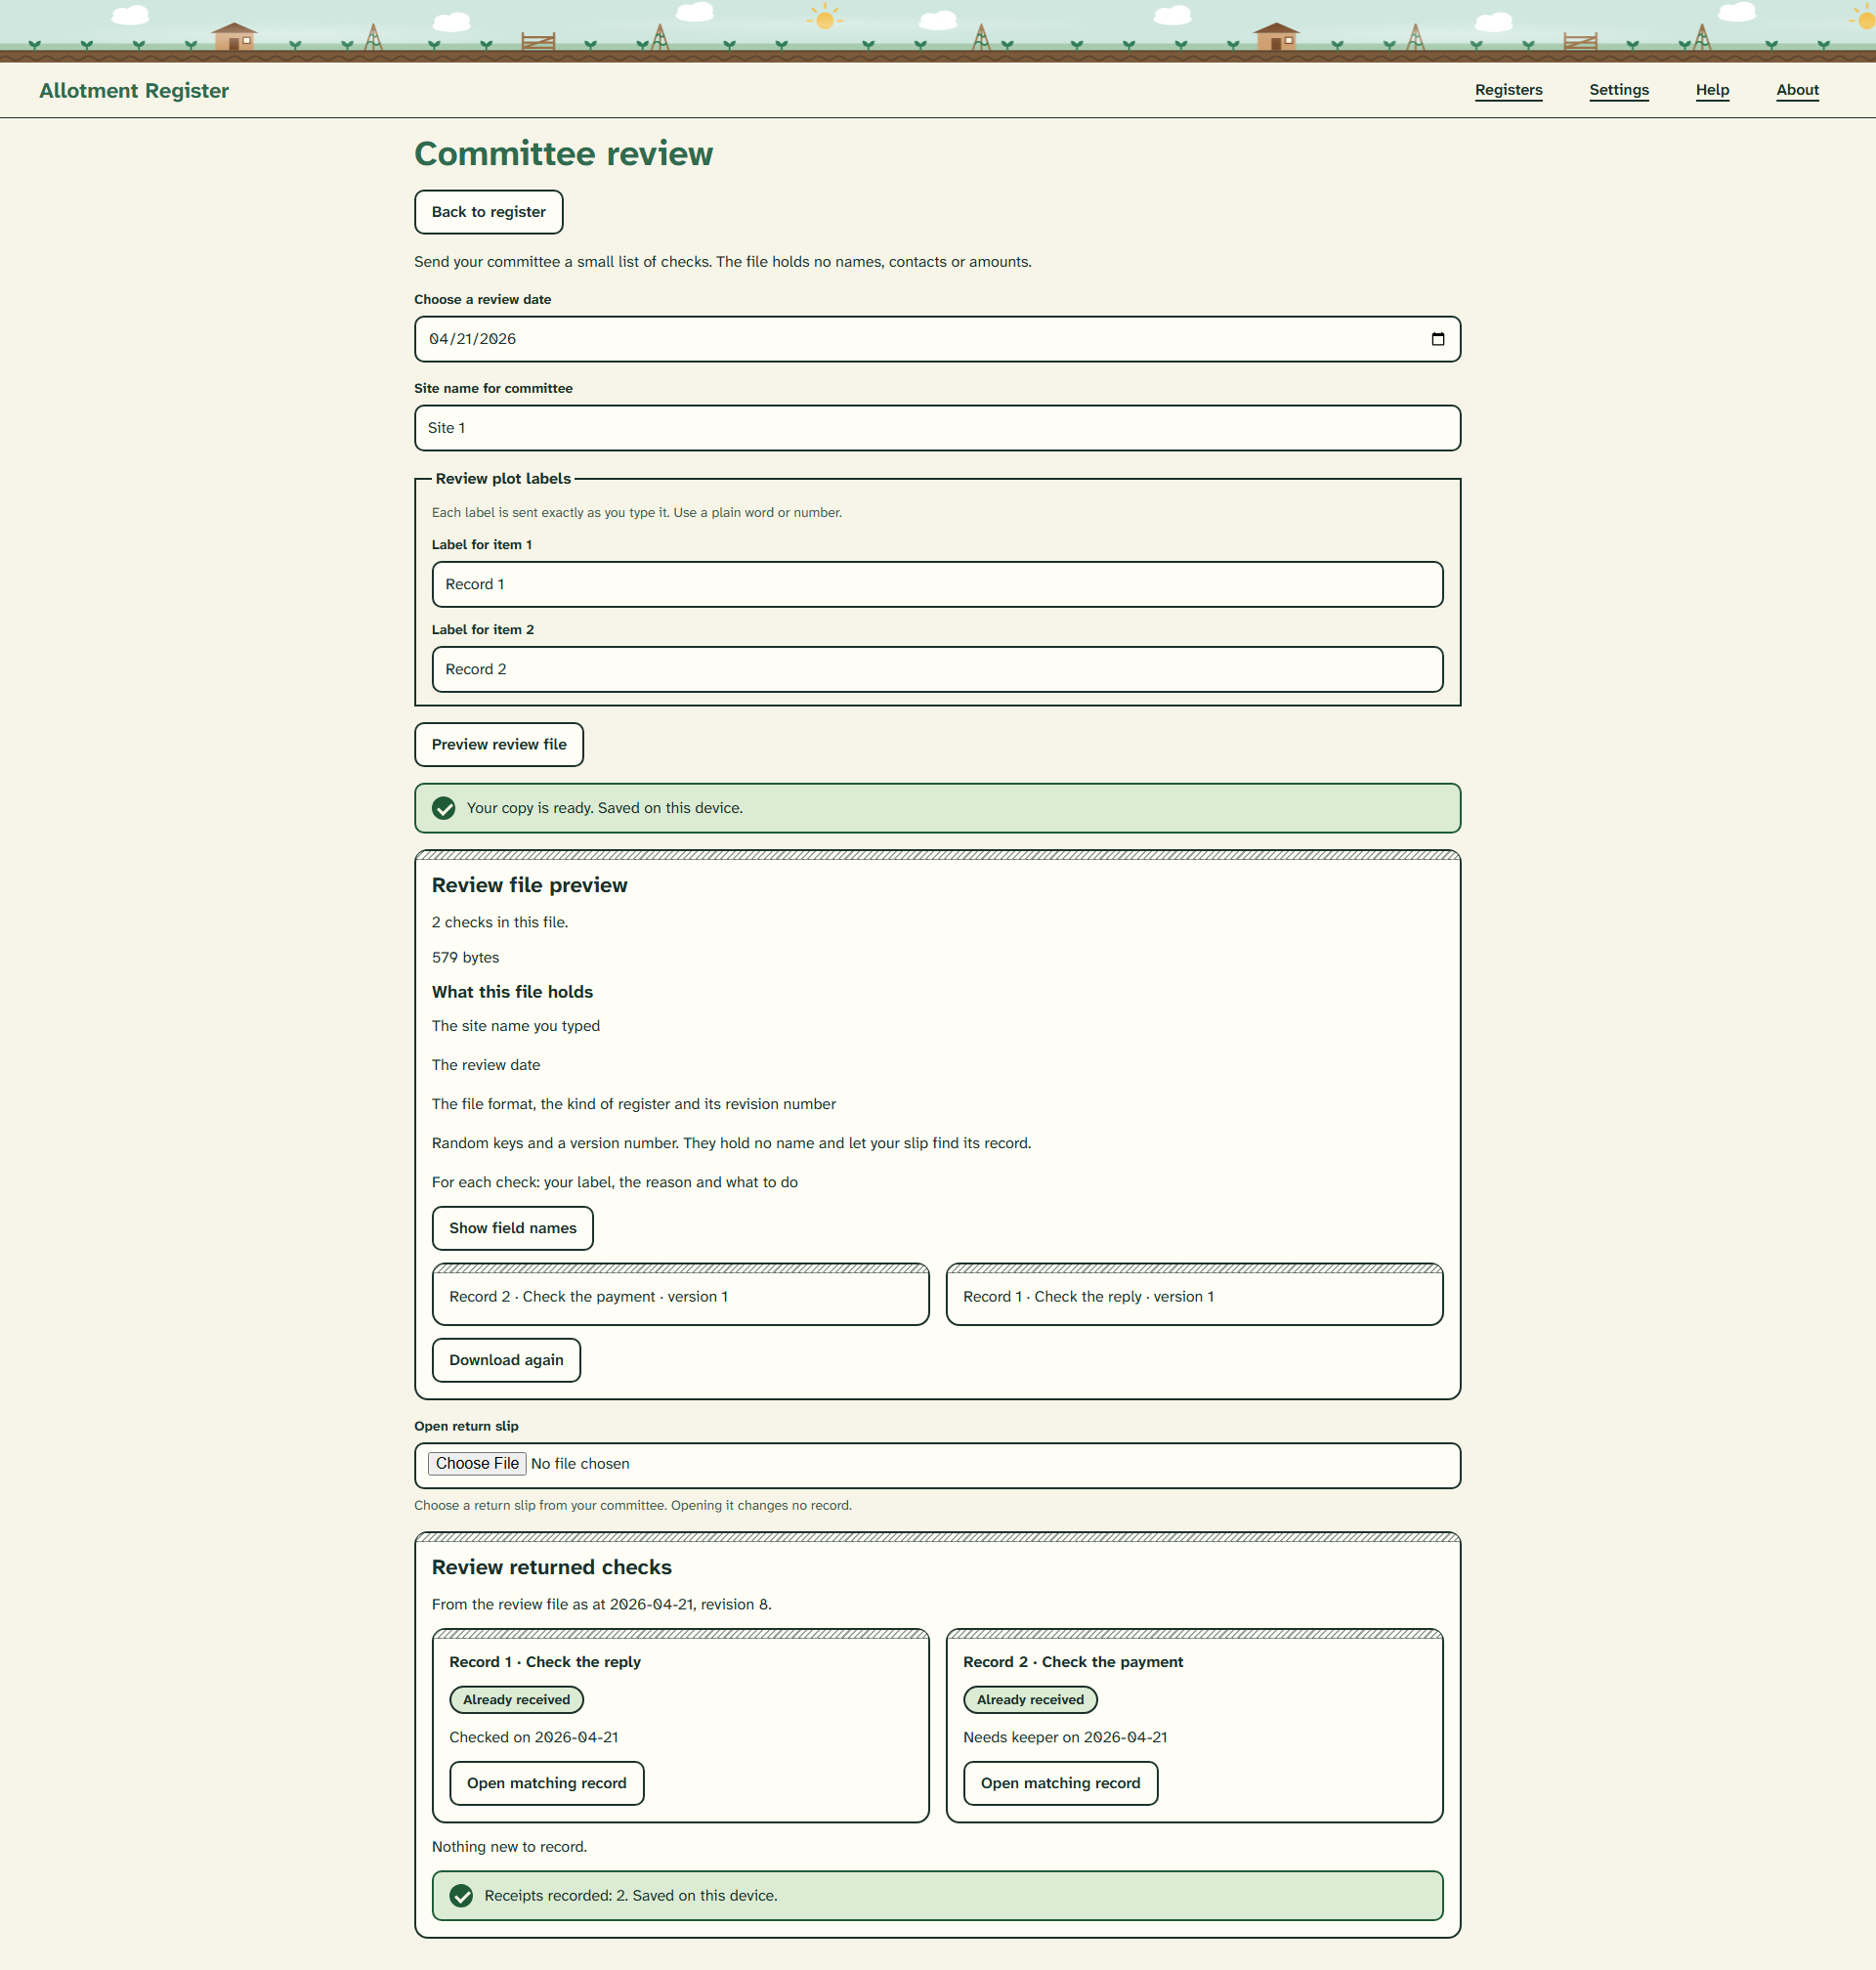 Allotment Register
Registers
Settings
Help
About
Committee review
Back to register
Send your committee a small list of checks. The file holds no names, contacts or amounts.
Choose a review date
04/21/2026
Site name for committee
Site 1
Review plot labels
Each label is sent exactly as you type it. Use a plain word or number.
Label for item 1
Record 1
Label for item 2
Record 2
Preview review file
Your copy is ready. Saved on this device.
Review file preview
2 checks in this file.
579 bytes
What this file holds
The site name you typed
The review date
The file format, the kind of register and its revision number
Random keys and a version number. They hold no name and let your slip find its record.
For each check: your label, the reason and what to do
Show field names
Record 2 · Check the payment · version 1
Record 1 · Check the reply · version 1
Download again
Open return slip
Choose File No file chosen
Choose a return slip from your committee. Opening it changes no record.
Review returned checks
From the review file as at 2026-04-21, revision 8.
Record 1 · Check the reply
Already received
Checked on 2026-04-21
Open matching record
Record 2 · Check the payment
Already received
Needs keeper on 2026-04-21
Open matching record
Nothing new to record.
Receipts recorded: 2. Saved on this device.